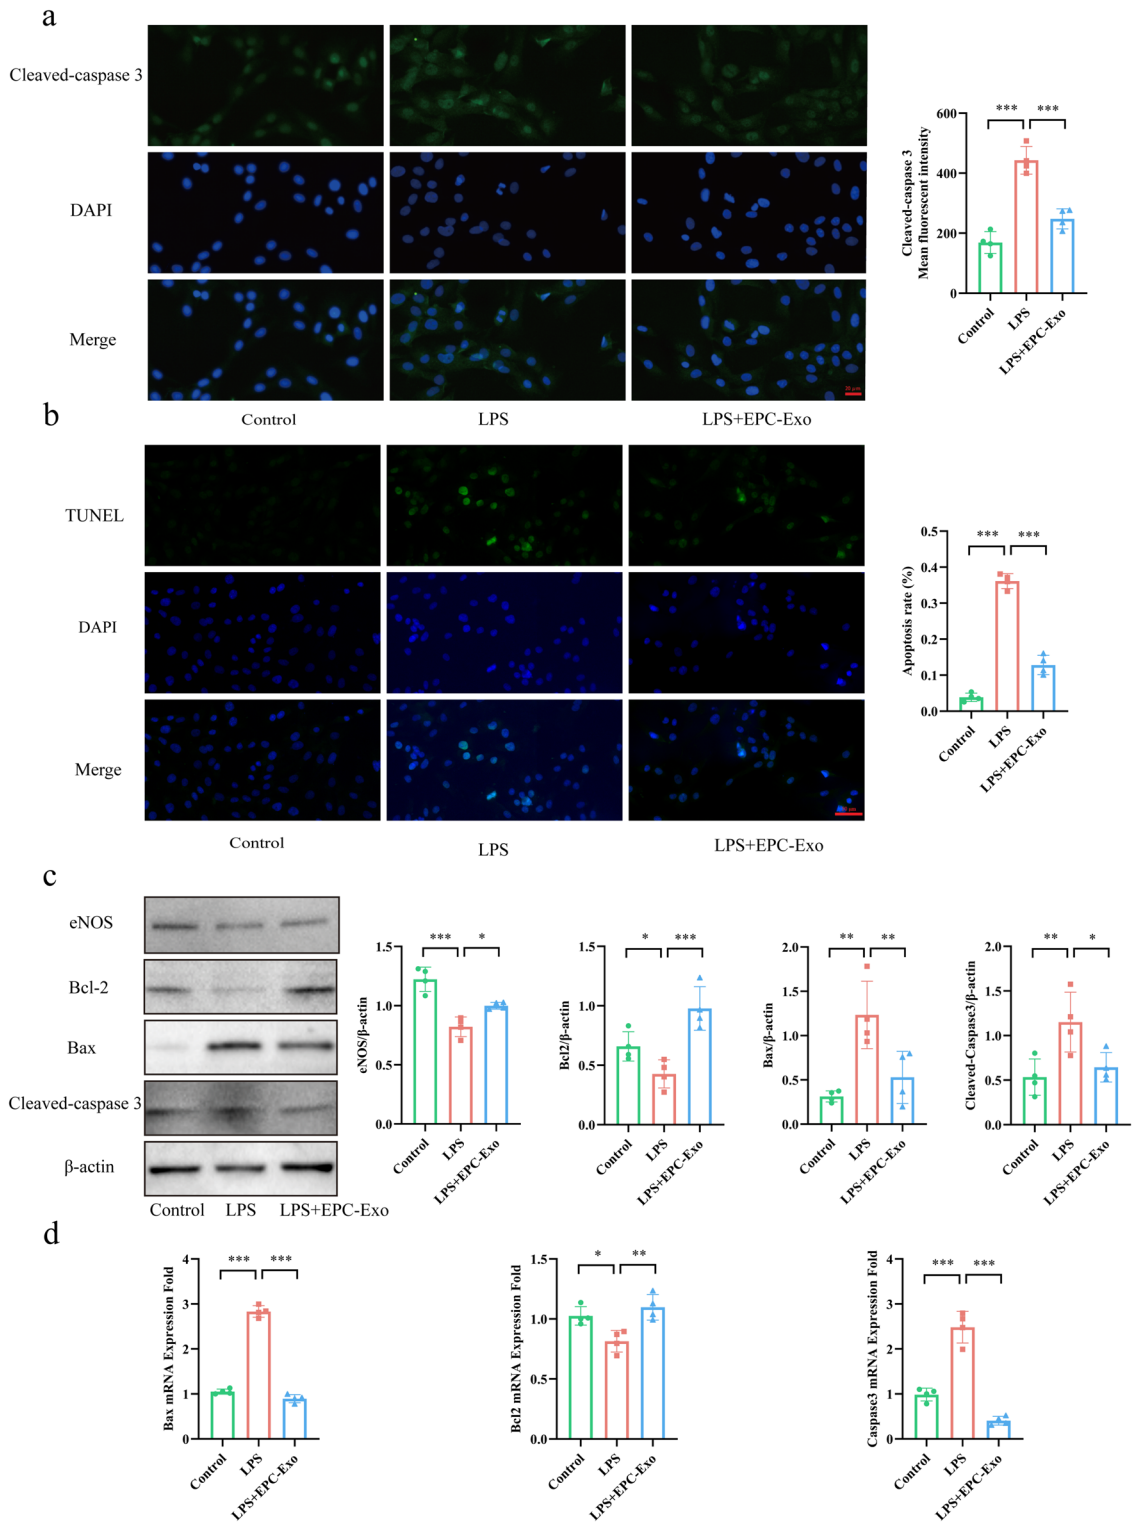 a
Cleaved-caspase 3
DAPI
Merge
Control
LPS
LPS+EPC-Exo
20 μm
Cleaved-caspase 3
Mean fluorescent intensity
600
400
200
0
***
***
Control
LPS
LPS+EPC-Exo
b
TUNEL
DAPI
Merge
Control
LPS
LPS+EPC-Exo
Apoptosis rate (%)
0.5
0.4
0.3
0.2
0.1
0.0
***
***
Control
LPS
LPS+EPC-Exo
c
eNOS
Bcl-2
Bax
Cleaved-caspase 3
β-actin
Control
LPS
LPS+EPC-Exo
eNOS/β-actin
1.5
1.0
0.5
0.0
***
*
Control
LPS
LPS+EPC-Exo
Bcl2/β-actin
1.5
1.0
0.5
0.0
*
***
Control
LPS
LPS+EPC-Exo
Bax/β-actin
2.0
1.5
1.0
0.5
0.0
**
**
Control
LPS
LPS+EPC-Exo
Cleaved-Caspase3/β-actin
2.0
1.5
1.0
0.5
0.0
**
*
Control
LPS
LPS+EPC-Exo
d
Bax mRNA Expression Fold
4
3
2
1
0
***
***
Control
LPS
LPS+EPC-Exo
Bcl2 mRNA Expression Fold
1.5
1.0
0.5
0.0
*
**
Control
LPS
LPS+EPC-Exo
Caspase3 mRNA Expression Fold
4
3
2
1
0
***
***
Control
LPS
LPS+EPC-Exo